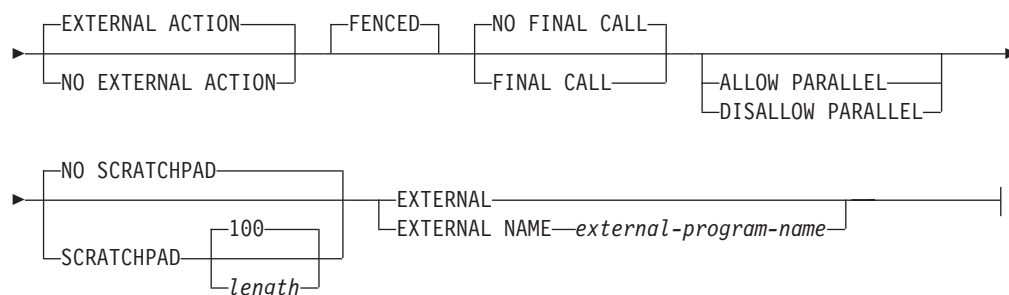 EXTERNAL ACTION FENCED NO FINAL CALL
NO EXTERNAL ACTION FINAL CALL ALLOW PARALLEL
DISALLOW PARALLEL
NO SCRATCHPAD
EXTERNAL
100 EXTERNAL NAME external-program-name
SCRATCHPAD
length